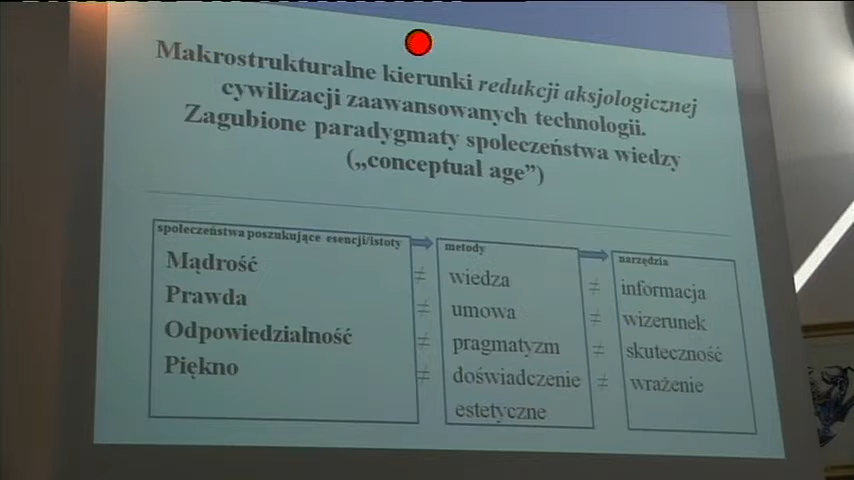 Makrostrukturalne kierunki redukcji aksjologicznej
cywilizacji zaawansowanych technologii.
Zagubione paradygmaty społeczeństwa wiedzy
(„conceptual age”)
społeczeństwa poszukujące esencji/istoty
metody
narzędzia
Mądrość ≠ wiedza ≠ informacja
Prawda ≠ umowa ≠ wizerunek
Odpowiedzialność ≠ pragmatyzm ≠ skuteczność
Piękno ≠ doświadczenie ≠ wrażenie
estetyczne